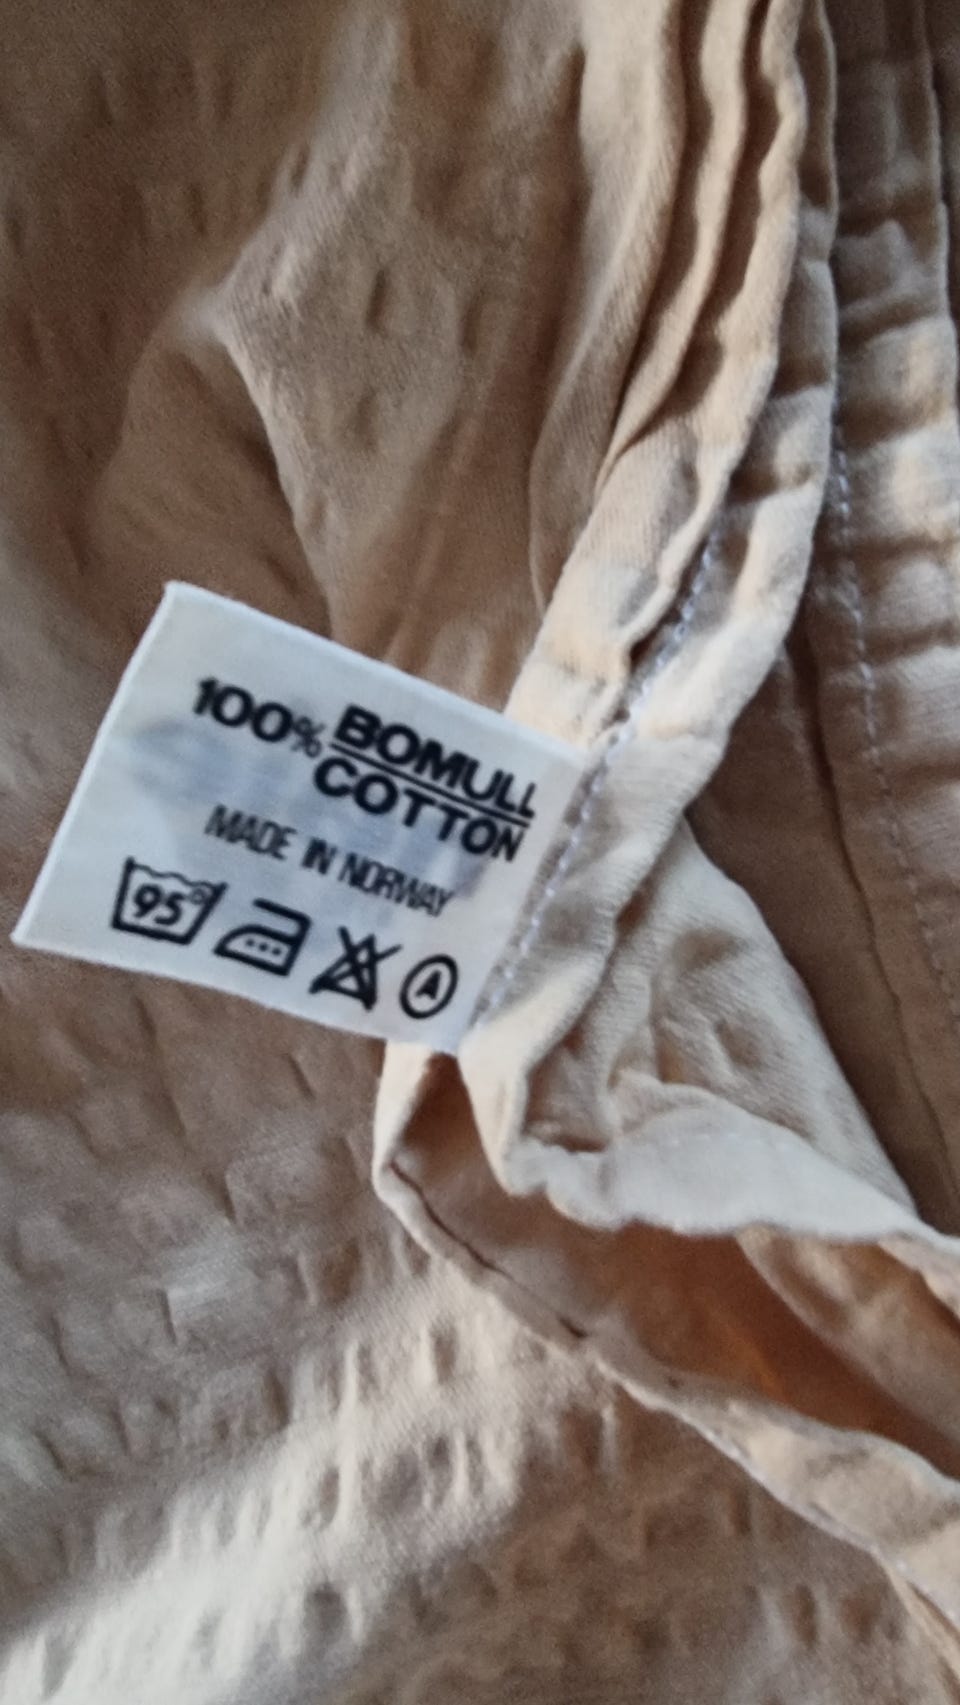 100% BOMULL
COTTON
MADE IN NORWAY
95° A